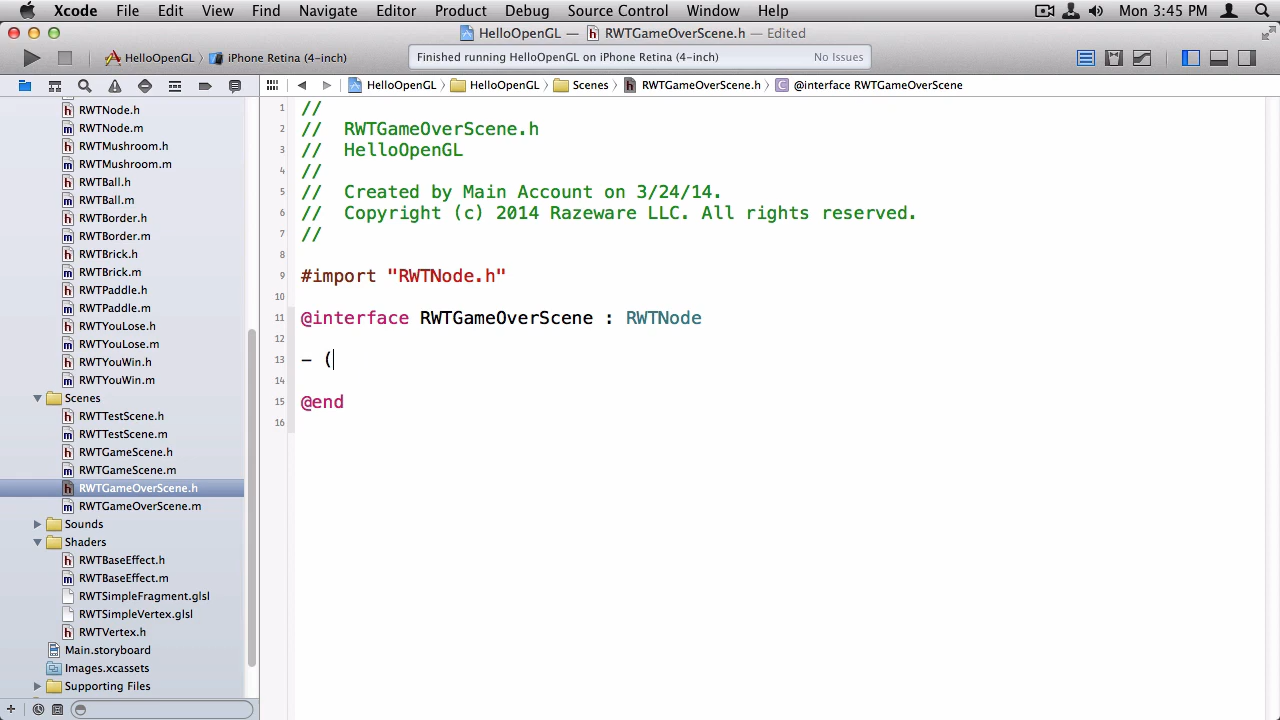 Xcode File Edit View Find Navigate Editor Product Debug Source Control Window Help Mon 3:45 PM
HelloOpenGL — RWTGameOverScene.h — Edited
HelloOpenGL iPhone Retina (4-inch) Finished running HelloOpenGL on iPhone Retina (4-inch) No Issues
HelloOpenGL HelloOpenGL Scenes RWTGameOverScene.h @interface RWTGameOverScene
RWTNode.h
RWTNode.m
RWTMushroom.h
RWTMushroom.m
RWTBall.h
RWTBall.m
RWTBorder.h
RWTBorder.m
RWTBrick.h
RWTBrick.m
RWTPaddle.h
RWTPaddle.m
RWTYouLose.h
RWTYouLose.m
RWTYouWin.h
RWTYouWin.m
Scenes
RWTTestScene.h
RWTTestScene.m
RWTGameScene.h
RWTGameScene.m
RWTGameOverScene.h
RWTGameOverScene.m
Sounds
Shaders
RWTBaseEffect.h
RWTBaseEffect.m
RWTSimpleFragment.glsl
RWTSimpleVertex.glsl
RWTVertex.h
Main.storyboard
Images.xcassets
Supporting Files
1 //
2 // RWTGameOverScene.h
3 // HelloOpenGL
4 //
5 // Created by Main Account on 3/24/14.
6 // Copyright (c) 2014 Razeware LLC. All rights reserved.
7 //
8
9 #import "RWTNode.h"
10
11 @interface RWTGameOverScene : RWTNode
12
13 - (
14
15 @end
16